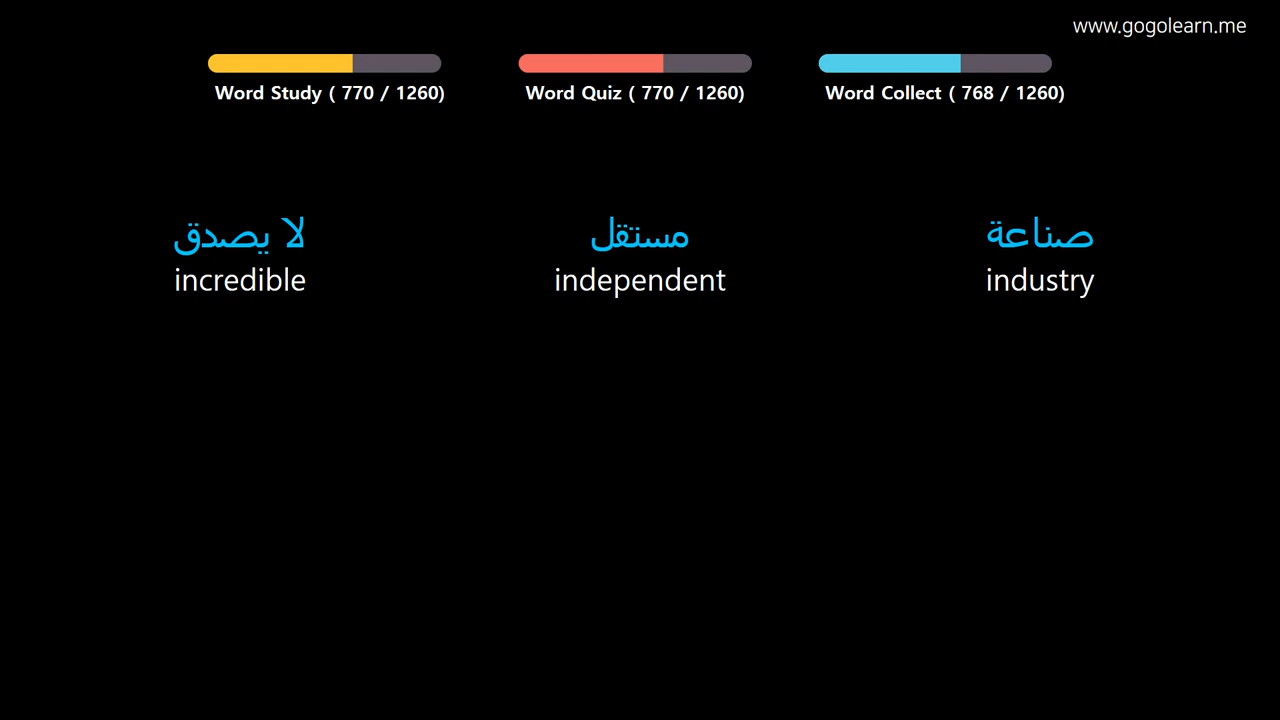 www.gogolearn.me
Word Study ( 770 / 1260)
Word Quiz ( 770 / 1260)
Word Collect ( 768 / 1260)
لا يصدق
incredible
مستقل
independent
صناعة
industry